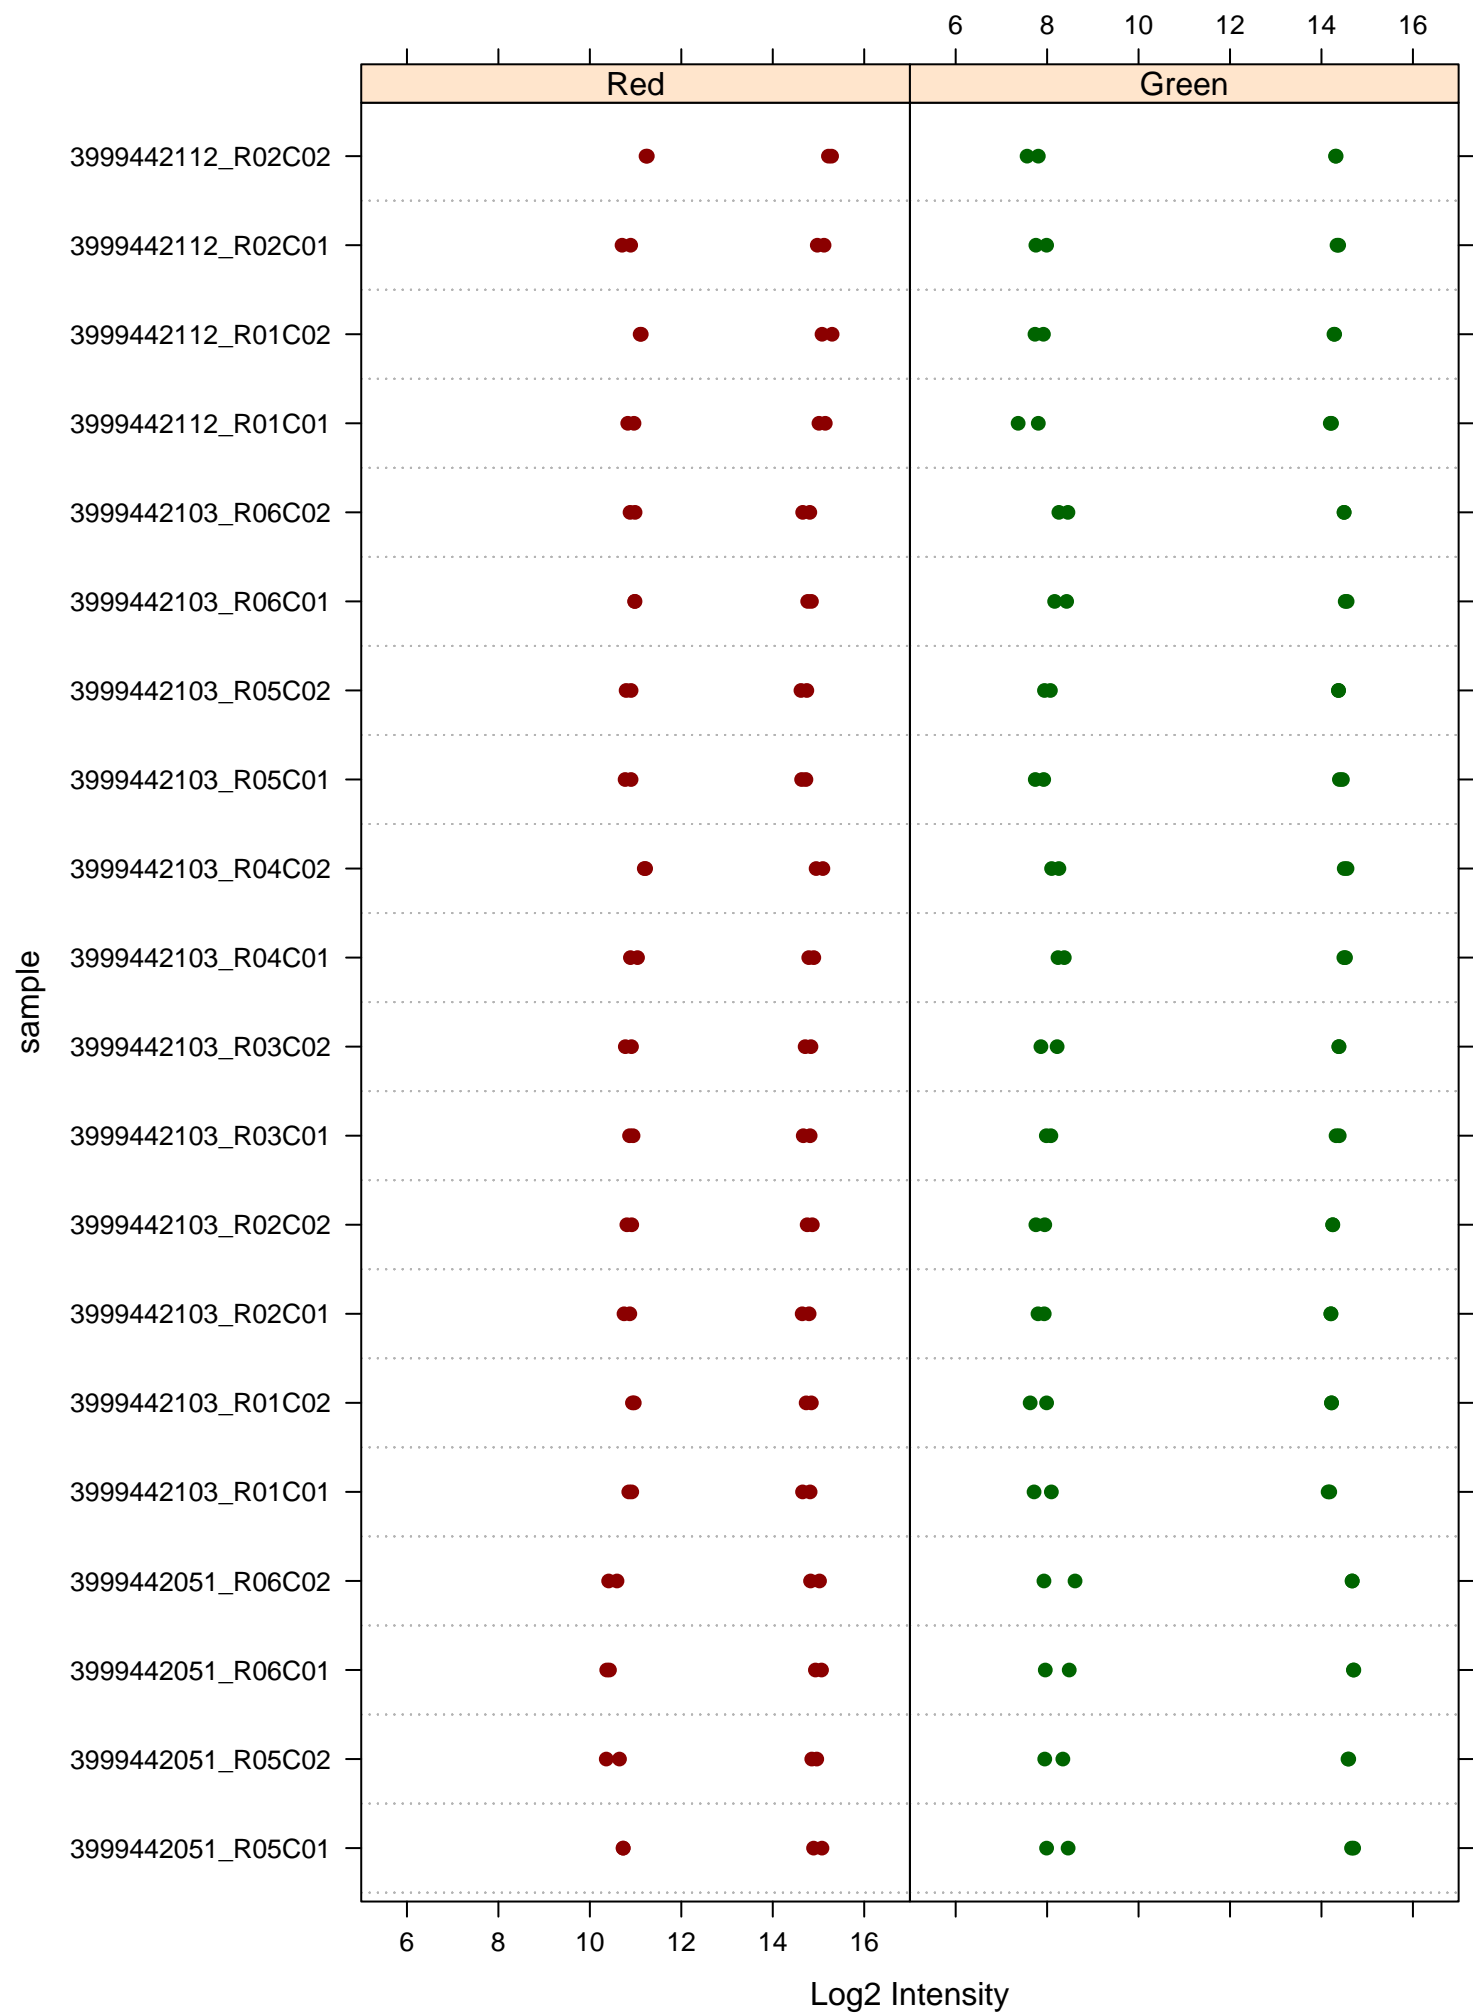 6 8 10 12 14 16
Red Green
3999442112_R02C02
3999442112_R02C01
3999442112_R01C02
3999442112_R01C01
3999442103_R06C02
3999442103_R06C01
3999442103_R05C02
3999442103_R05C01
3999442103_R04C02
3999442103_R04C01
3999442103_R03C02
3999442103_R03C01
3999442103_R02C02
3999442103_R02C01
3999442103_R01C02
3999442103_R01C01
3999442051_R06C02
3999442051_R06C01
3999442051_R05C02
3999442051_R05C01
sample
6 8 10 12 14 16
Log2 Intensity